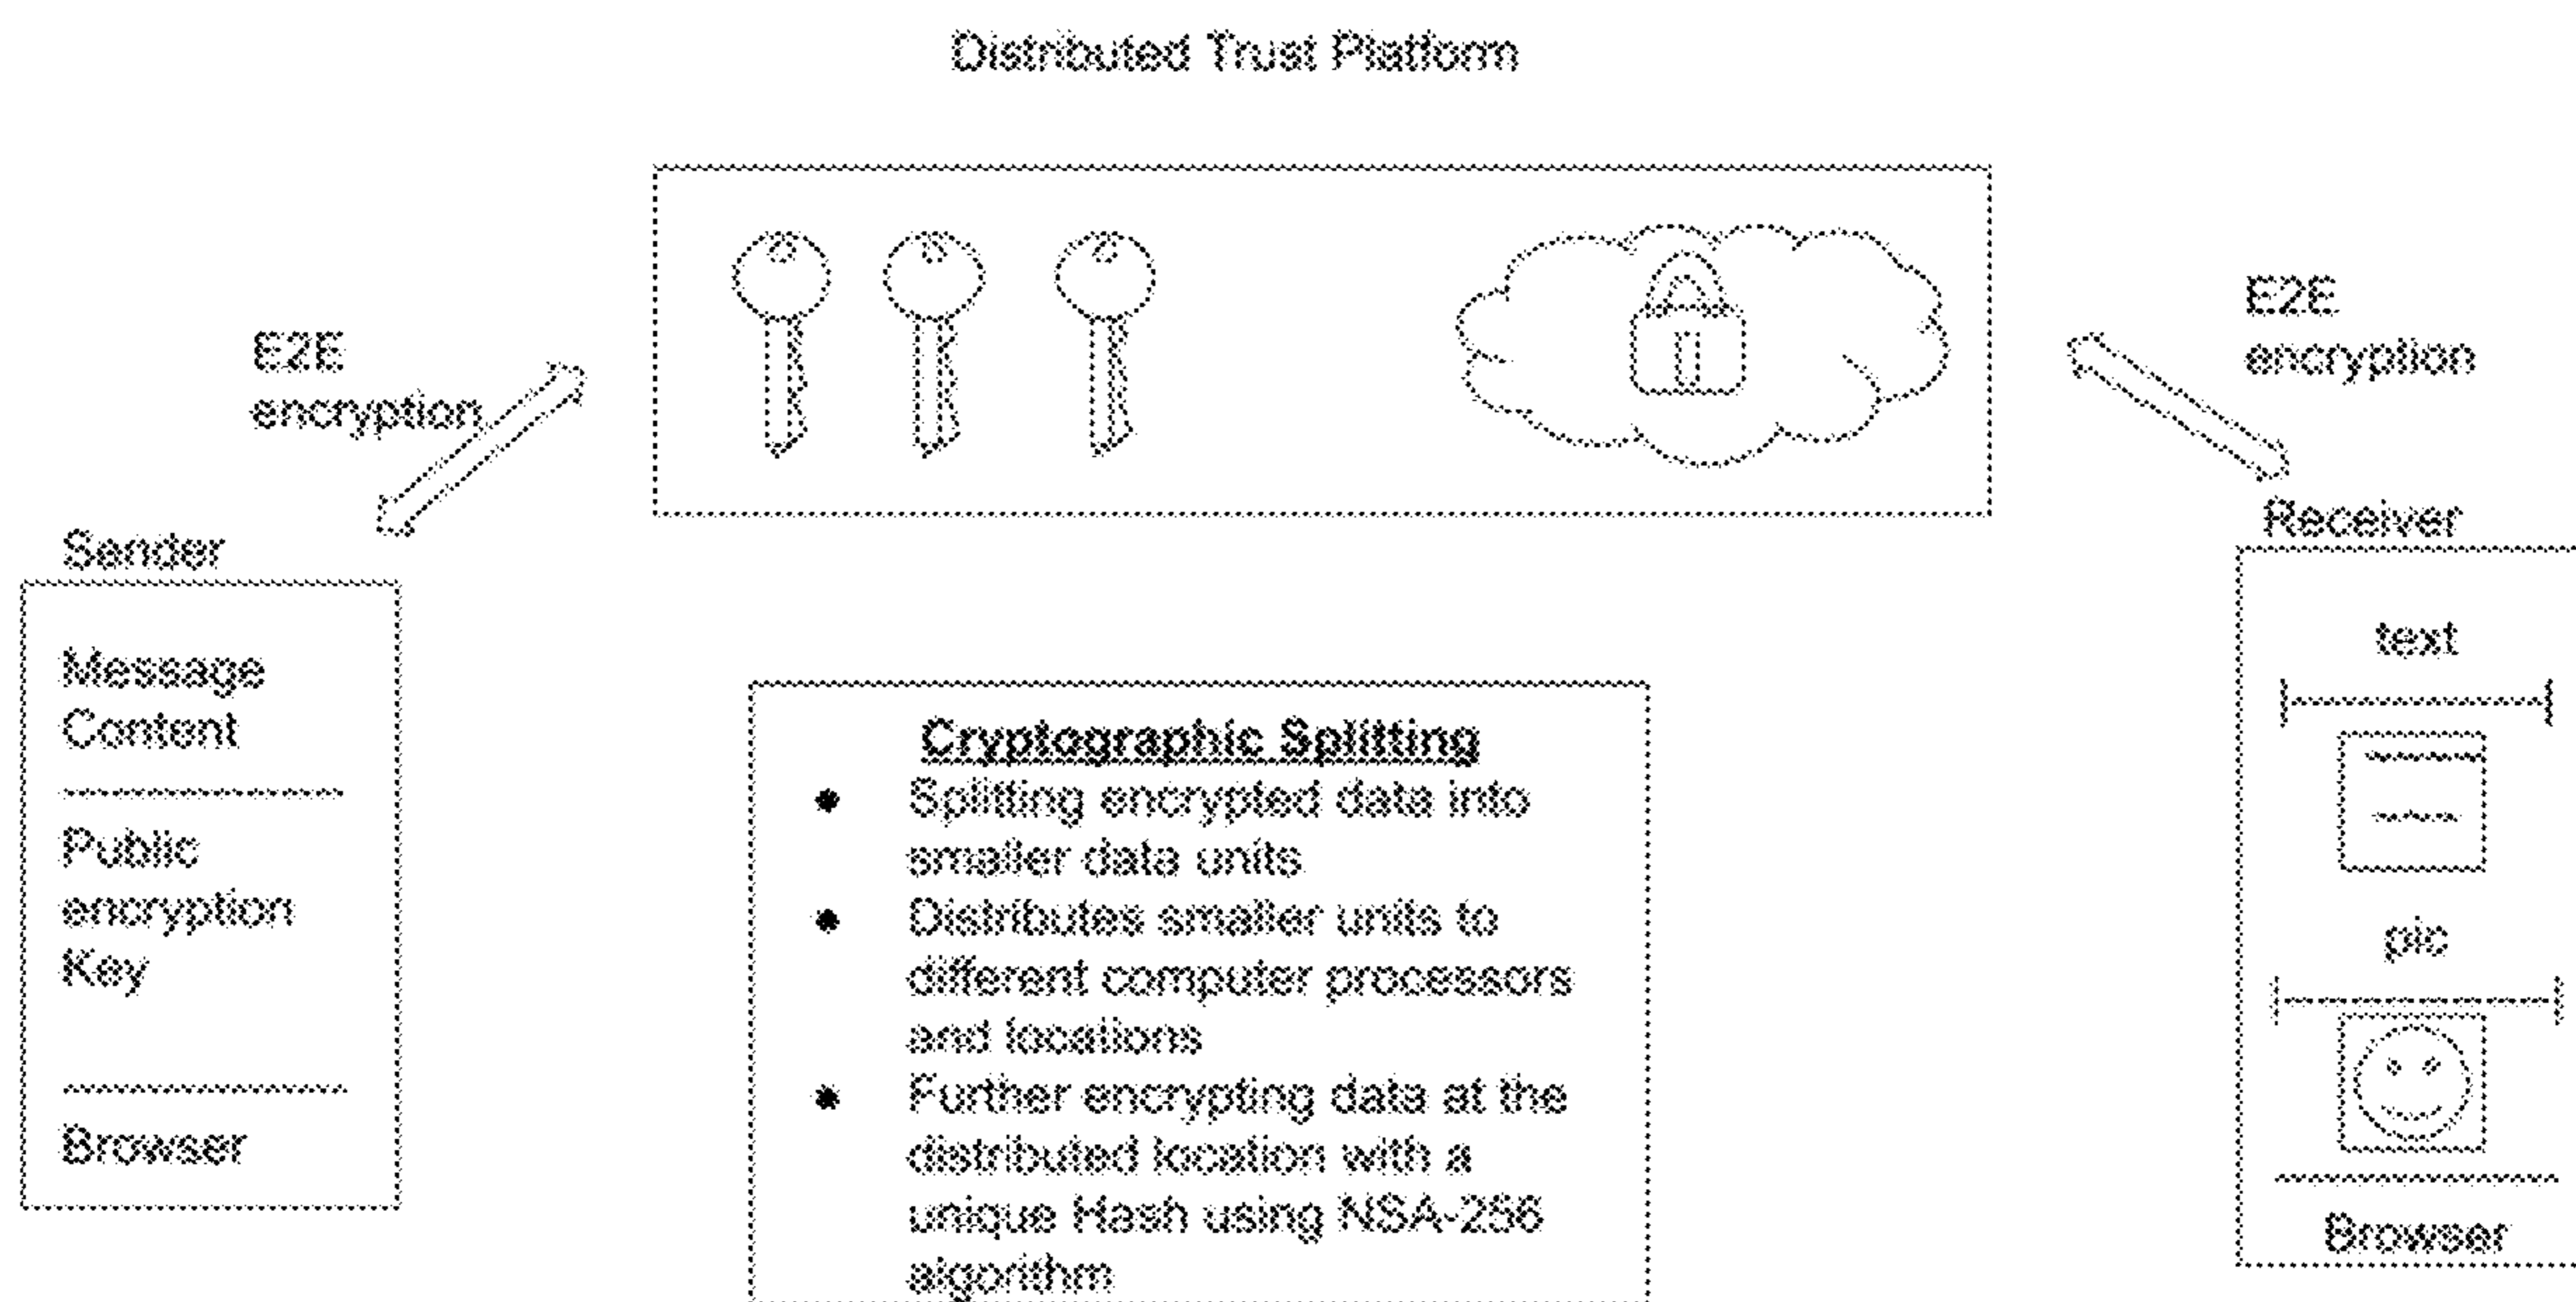 Distributed Trust Platform
E2E
encryption
E2E
encryption
Sender
Message
Content
Public
encryption
Key
Browser
Cryptographic Splitting
Splitting encrypted data into
smaller data units
Distributes smaller units to
different computer processors
and locations
Further encrypting data at the
distributed location with a
unique Hash using NSA-256
algorithm
Receiver
text
pic
Browser